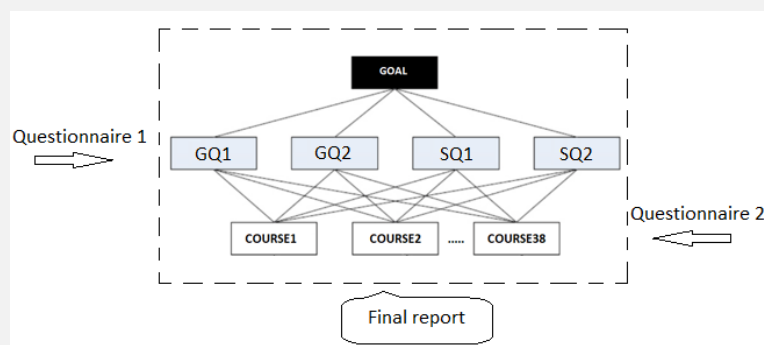 GOAL
Questionnaire 1
GQ1 GQ2 SQ1 SQ2
Questionnaire 2
COURSE1 COURSE2 ..... COURSE38
Final report